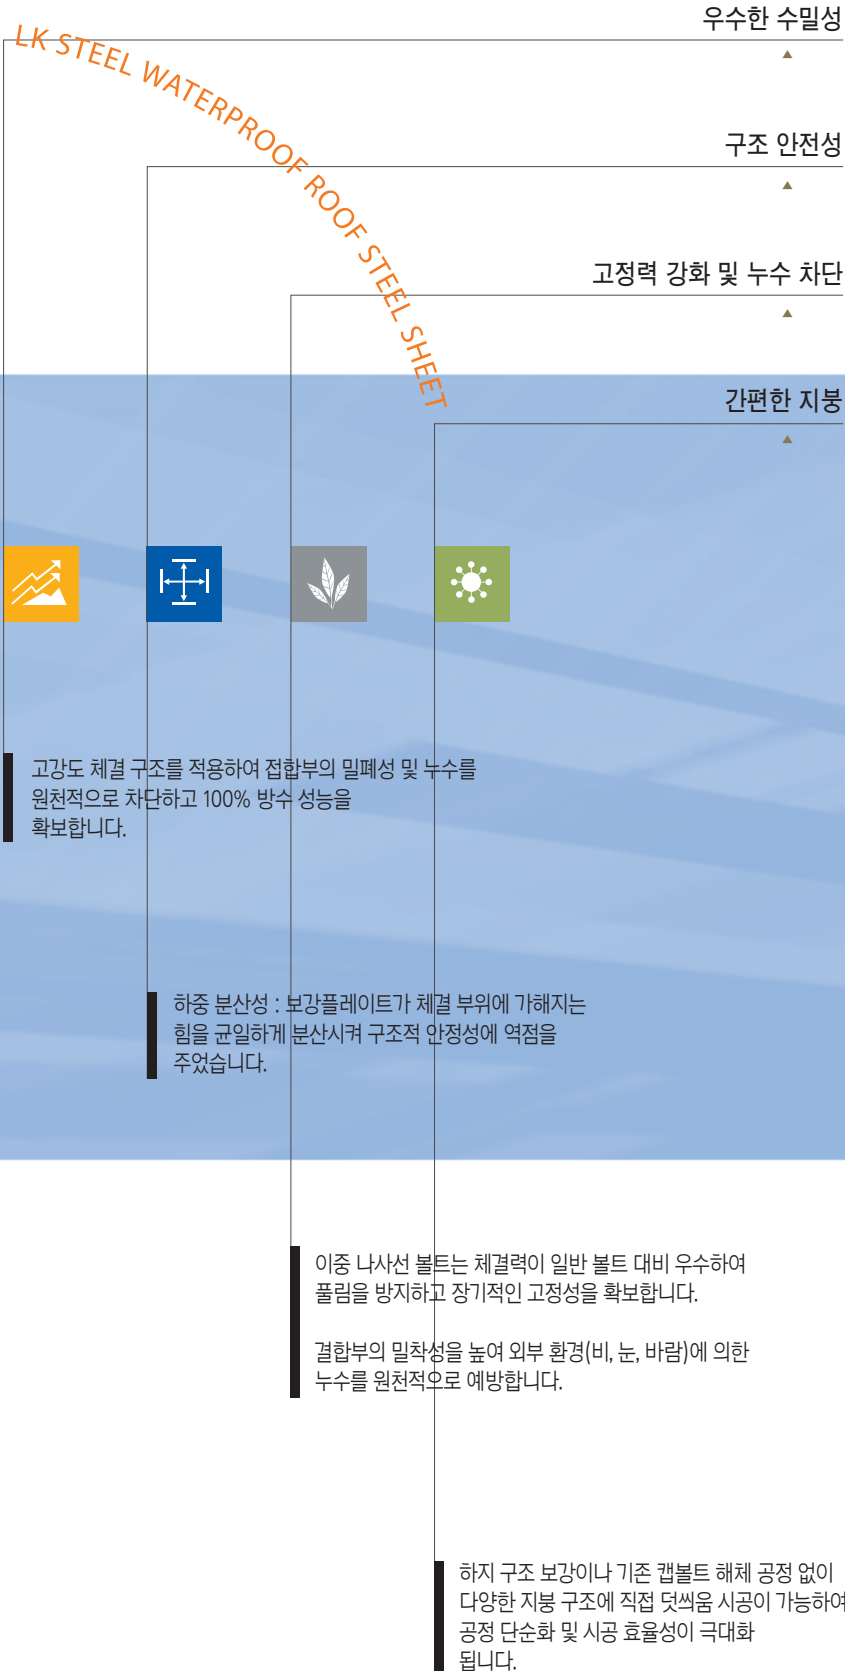 우수한 수밀성
LK STEEL WATERPROOF ROOF STEEL SHEET
구조 안전성
고정력 강화 및 누수 차단
간편한 지붕
고강도 체결 구조를 적용하여 접합부의 밀폐성 및 누수를
원천적으로 차단하고 100% 방수 성능을
확보합니다.
하중 분산성 : 보강플레이트가 체결 부위에 가해지는
힘을 균일하게 분산시켜 구조적 안정성에 역점을
주었습니다.
이중 나사선 볼트는 체결력이 일반 볼트 대비 우수하여
풀림을 방지하고 장기적인 고정성을 확보합니다.
결합부의 밀착성을 높여 외부 환경(비, 눈, 바람)에 의한
누수를 원천적으로 예방합니다.
하지 구조 보강이나 기존 캡볼트 해체 공정 없이
다양한 지붕 구조에 직접 덧씌움 시공이 가능하여
공정 단순화 및 시공 효율성이 극대화
됩니다.